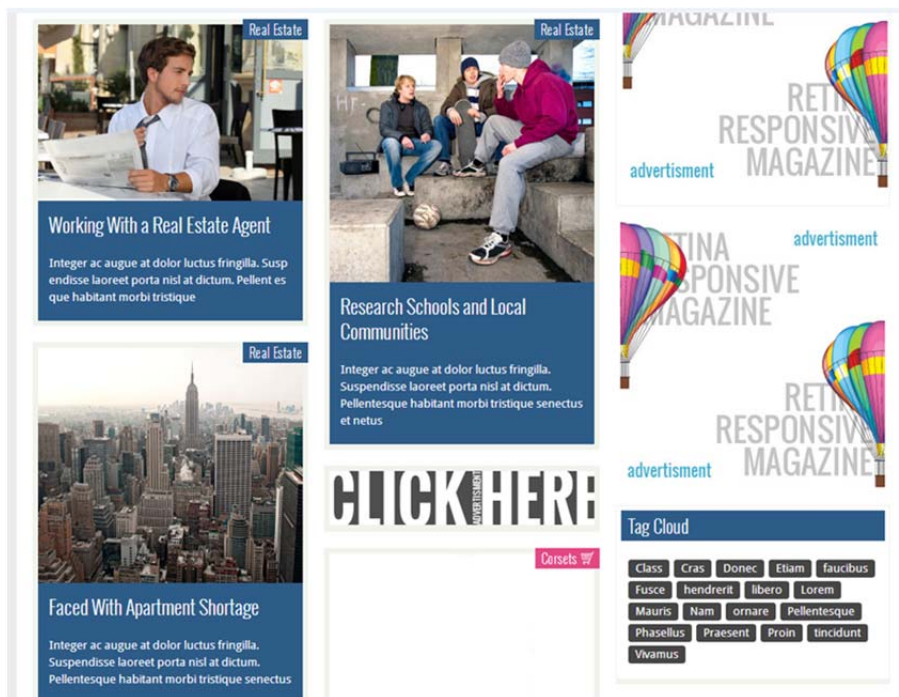 Real Estate
Working With a Real Estate Agent
Integer ac augue at dolor luctus fringilla. Susp
endisse laoreet porta nisl at dictum. Pellent es
que habitant morbi tristique
Real Estate
Faced With Apartment Shortage
Integer ac augue at dolor luctus fringilla.
Suspendisse laoreet porta nisl at dictum.
Pellentesque habitant morbi tristique senectus
Real Estate
Research Schools and Local
Communities
Integer ac augue at dolor luctus fringilla.
Suspendisse laoreet porta nisl at dictum.
Pellentesque habitant morbi tristique senectus
et netus
CLICK ADVERTISMENT HERE
Corsets
MAGAZINE
RETINA
RESPONSIVE
MAGAZINE
advertisment
advertisment
RETINA
RESPONSIVE
MAGAZINE
RETINA
RESPONSIVE
MAGAZINE
advertisment
Tag Cloud
Class Cras Donec Etiam faucibus
Fusce hendrerit libero Lorem
Mauris Nam ornare Pellentesque
Phasellus Praesent Proin tincidunt
Vivamus